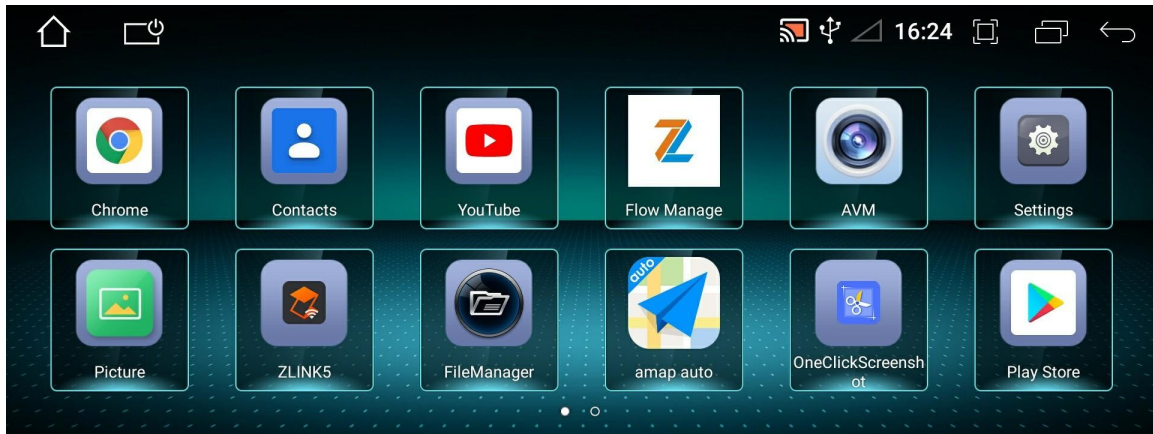 16:24
Chrome
Contacts
YouTube
Flow Manage
AVM
Settings
auto
Picture
ZLINK5
FileManager
amap auto
OneClickScreensh
ot
Play Store